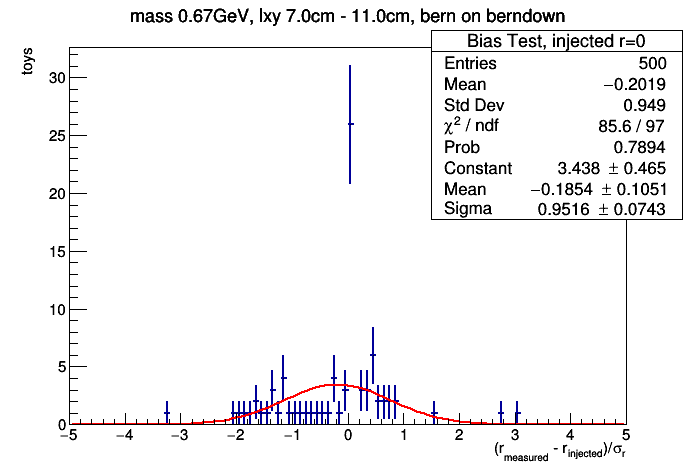 mass 0.67GeV, lxy 7.0cm - 11.0cm, bern on berndown
Bias Test, injected r=0
Entries 500
Mean −0.2019
Std Dev 0.949
χ² / ndf 85.6 / 97
Prob 0.7894
Constant 3.438 ± 0.465
Mean −0.1854 ± 0.1051
Sigma 0.9516 ± 0.0743
toys
30
25
20
15
10
5
0
−5 −4 −3 −2 −1 0 1 2 3 4 5
(r_measured - r_injected)/σ_r